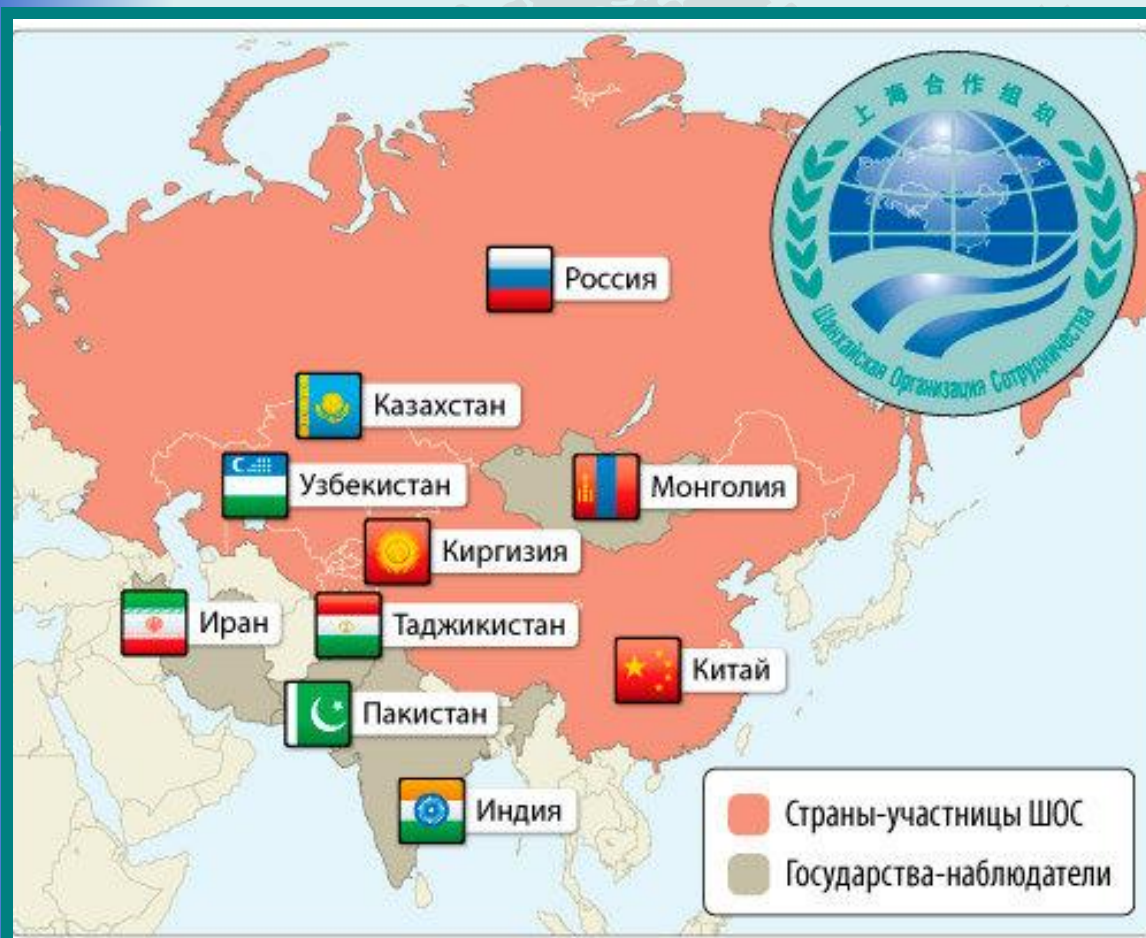 上海合作组织
Шанхайская Организация Сотрудничества
Россия
Казахстан
Узбекистан
Монголия
Киргизия
Иран
Таджикистан
Китай
Пакистан
Индия
Страны-участницы ШОС
Государства-наблюдатели